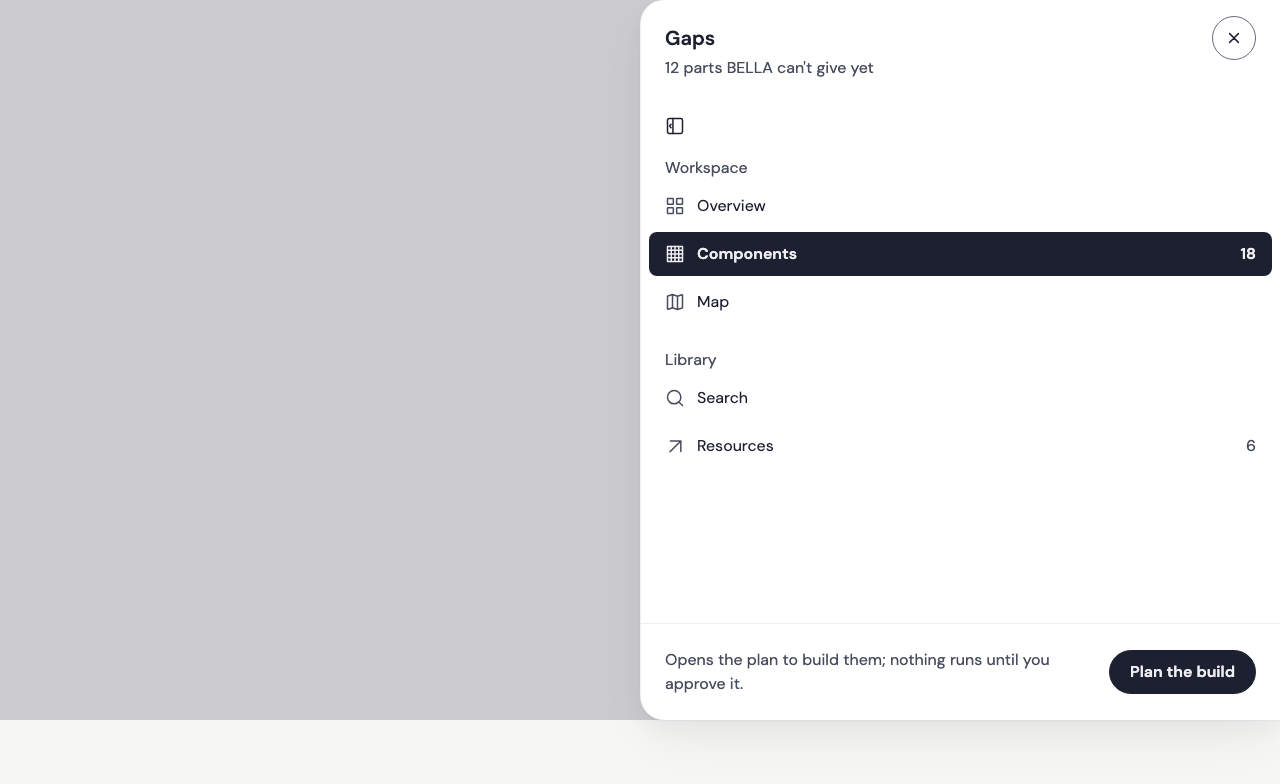 Gaps
12 parts BELLA can't give yet
Workspace
Overview
Components 18
Map
Library
Search
Resources 6
Opens the plan to build them; nothing runs until you
approve it.
Plan the build